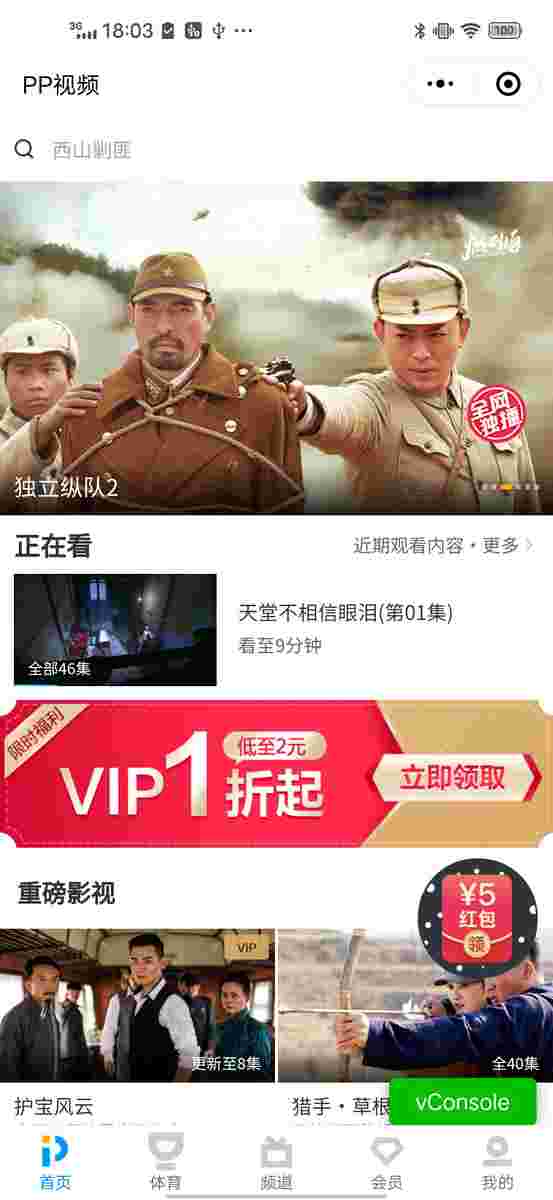 3G 18:03 100
PP视频
西山剿匪
全网
独播
独立纵队2
正在看
近期观看内容·更多
全部46集
天堂不相信眼泪(第01集)
看至9分钟
限时福利
VIP1折起
低至2元
立即领取
重磅影视
¥5
红包
领
VIP
更新至8集
全40集
护宝风云
猎手·草根
vConsole
首页
体育
频道
会员
我的